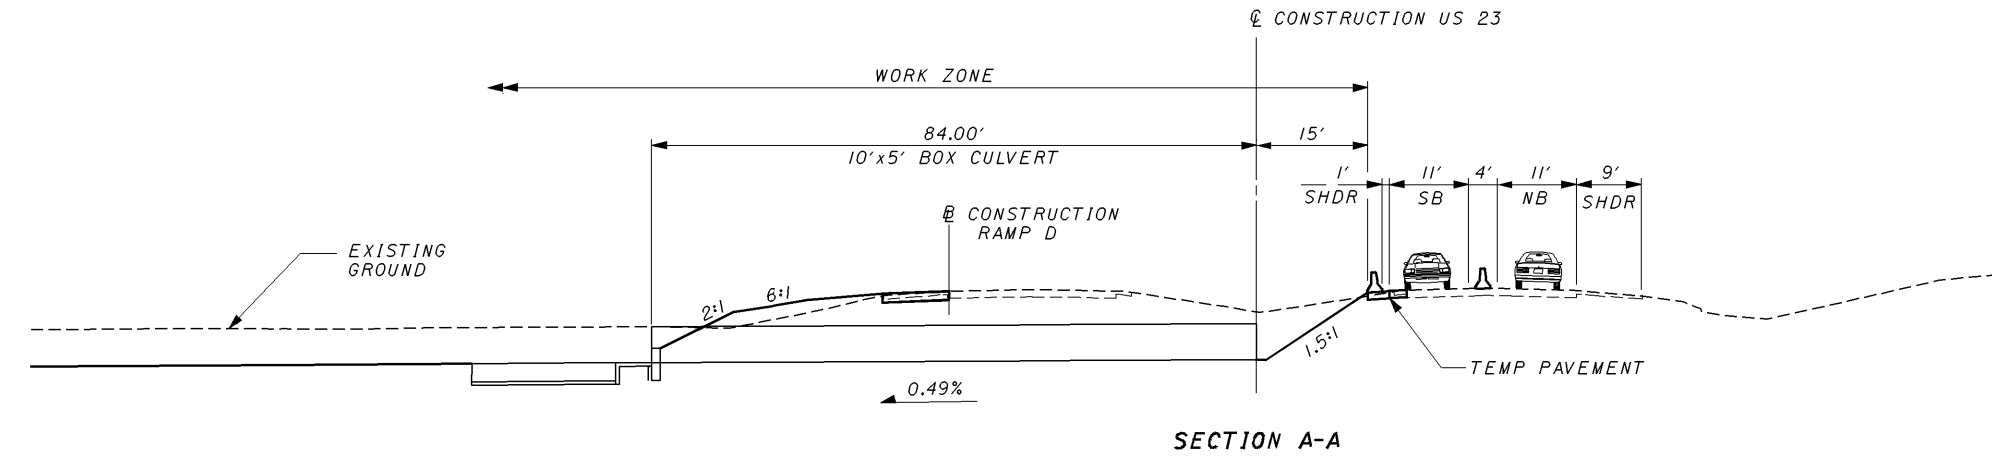 ℄ CONSTRUCTION US 23
WORK ZONE
84.00'
10'x5' BOX CULVERT
15'
1'
SHDR
11'
SB
4'
11'
NB
9'
SHDR
B CONSTRUCTION
RAMP D
EXISTING
GROUND
2:1
6:1
1.5:1
TEMP PAVEMENT
0.49%
SECTION A-A